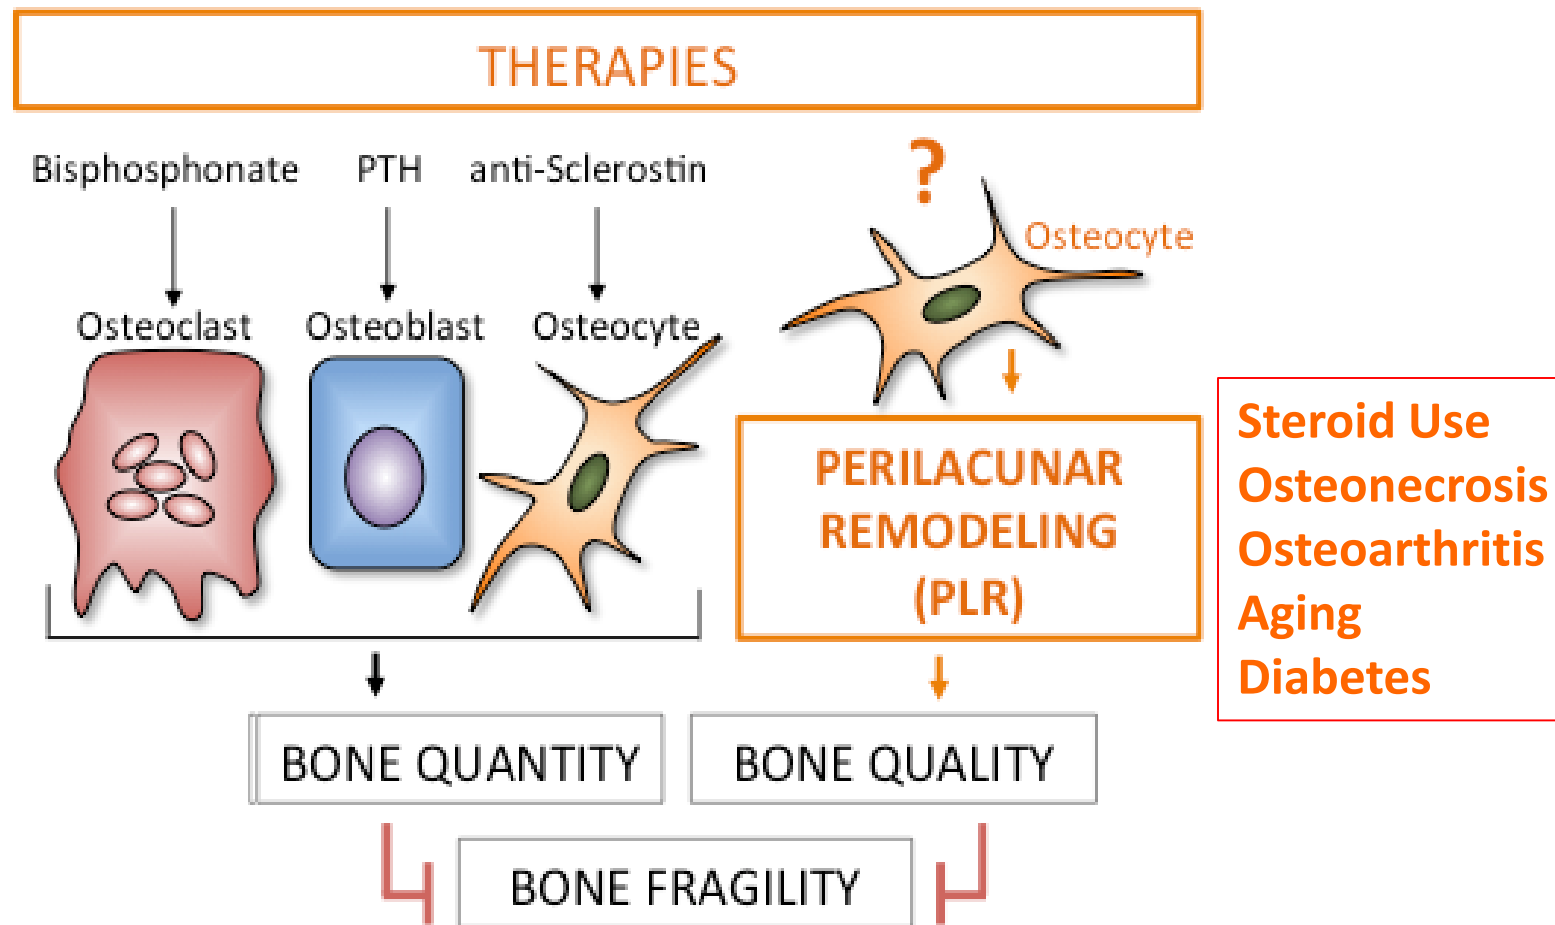 THERAPIES
Bisphosphonate PTH anti-Sclerostin ?
Osteocyte
Osteoclast Osteoblast Osteocyte
PERILACUNAR
REMODELING
(PLR)
Steroid Use
Osteonecrosis
Osteoarthritis
Aging
Diabetes
BONE QUANTITY BONE QUALITY
BONE FRAGILITY